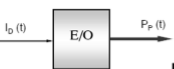 I_D (t)
E/O
P_P (t)